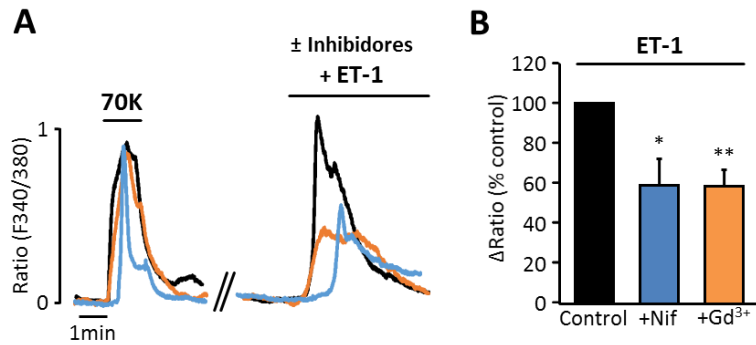 A
± Inhibidores
+ ET-1
70K
1
Ratio (F340/380)
0
1min
B
ET-1
120
100
80
60
40
20
0
ΔRatio (% control)
*
**
Control
+Nif
+Gd³⁺